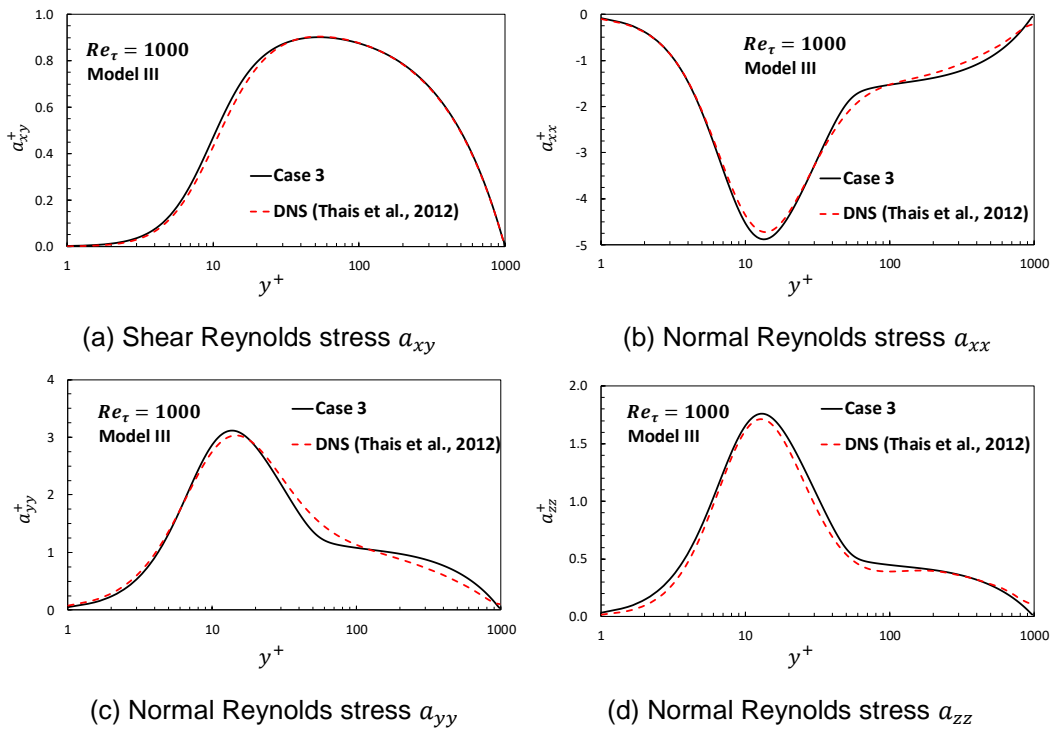 1.0
0.8
0.6
0.4
0.2
0.0
a⁺xy
Re_τ = 1000
Model III
Case 3
DNS (Thais et al., 2012)
1 10 100 1000
y⁺
(a) Shear Reynolds stress a_xy
0
-1
-2
-3
-4
-5
a⁺xx
Re_τ = 1000
Model III
Case 3
DNS (Thais et al., 2012)
1 10 100 1000
y⁺
(b) Normal Reynolds stress a_xx
4
3
2
1
0
a⁺yy
Re_τ = 1000
Model III
Case 3
DNS (Thais et al., 2012)
1 10 100 1000
y⁺
(c) Normal Reynolds stress a_yy
2.0
1.5
1.0
0.5
0.0
a⁺zz
Re_τ = 1000
Model III
Case 3
DNS (Thais et al., 2012)
1 10 100 1000
y⁺
(d) Normal Reynolds stress a_zz